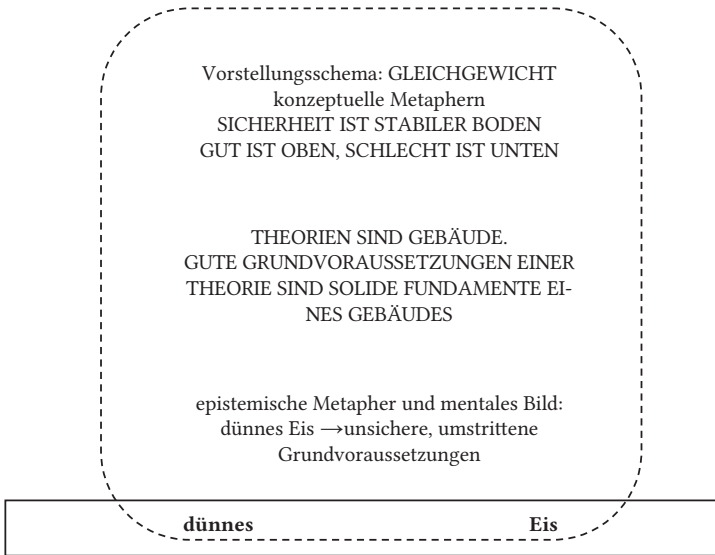 Vorstellungsschema: GLEICHGEWICHT
konzeptuelle Metaphern
SICHERHEIT IST STABILER BODEN
GUT IST OBEN, SCHLECHT IST UNTEN
THEORIEN SIND GEBÄUDE.
GUTE GRUNDVORAUSSETZUNGEN EINER
THEORIE SIND SOLIDE FUNDAMENTE EI-
NES GEBÄUDES
epistemische Metapher und mentales Bild:
dünnes Eis →unsichere, umstrittene
Grundvoraussetzungen
dünnes Eis